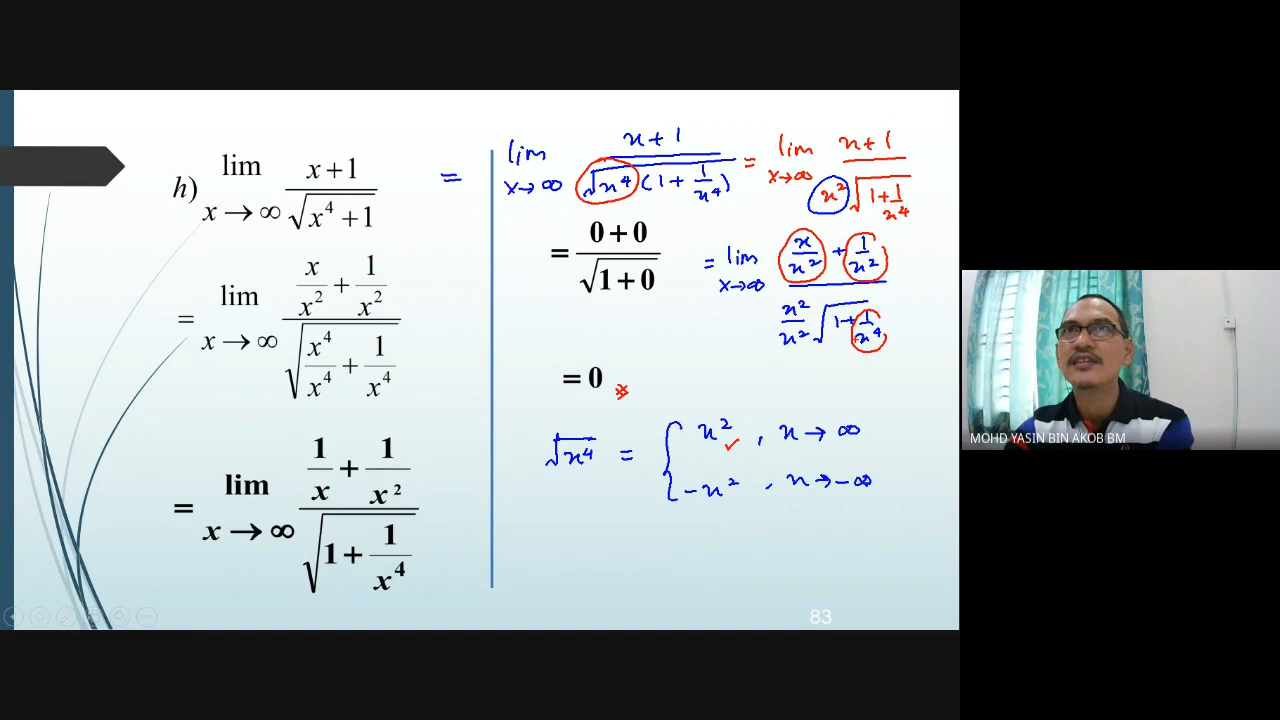 h) lim x→∞ (x+1)/√(x⁴+1)
= lim x→∞ (x/x² + 1/x²)/√(x⁴/x⁴ + 1/x⁴)
= lim x→∞ (1/x + 1/x²)/√(1 + 1/x⁴)
= lim x→∞ (x+1)/(√x⁴ (1 + 1/x⁴)) = lim x→∞ (x+1)/(x² √(1 + 1/x⁴))
= (0+0)/√(1+0)
= lim x→∞ (x/x² + 1/x²)/(x²/x² √(1 + 1/x⁴))
= 0
√x⁴ = { x² , x → ∞
-x² , x → -∞
83
MOHD YASIN BIN AKOB BM